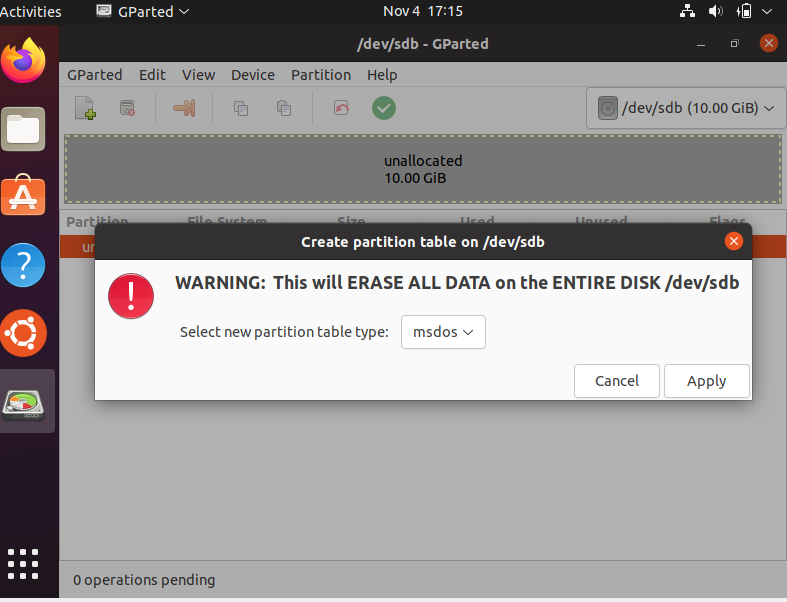 Activities GParted Nov 4 17:15
/dev/sdb - GParted
GParted Edit View Device Partition Help
/dev/sdb (10.00 GiB)
unallocated
10.00 GiB
Partition File System Size Used Unused Flags
un
Create partition table on /dev/sdb
WARNING: This will ERASE ALL DATA on the ENTIRE DISK /dev/sdb
Select new partition table type: msdos
Cancel Apply
0 operations pending